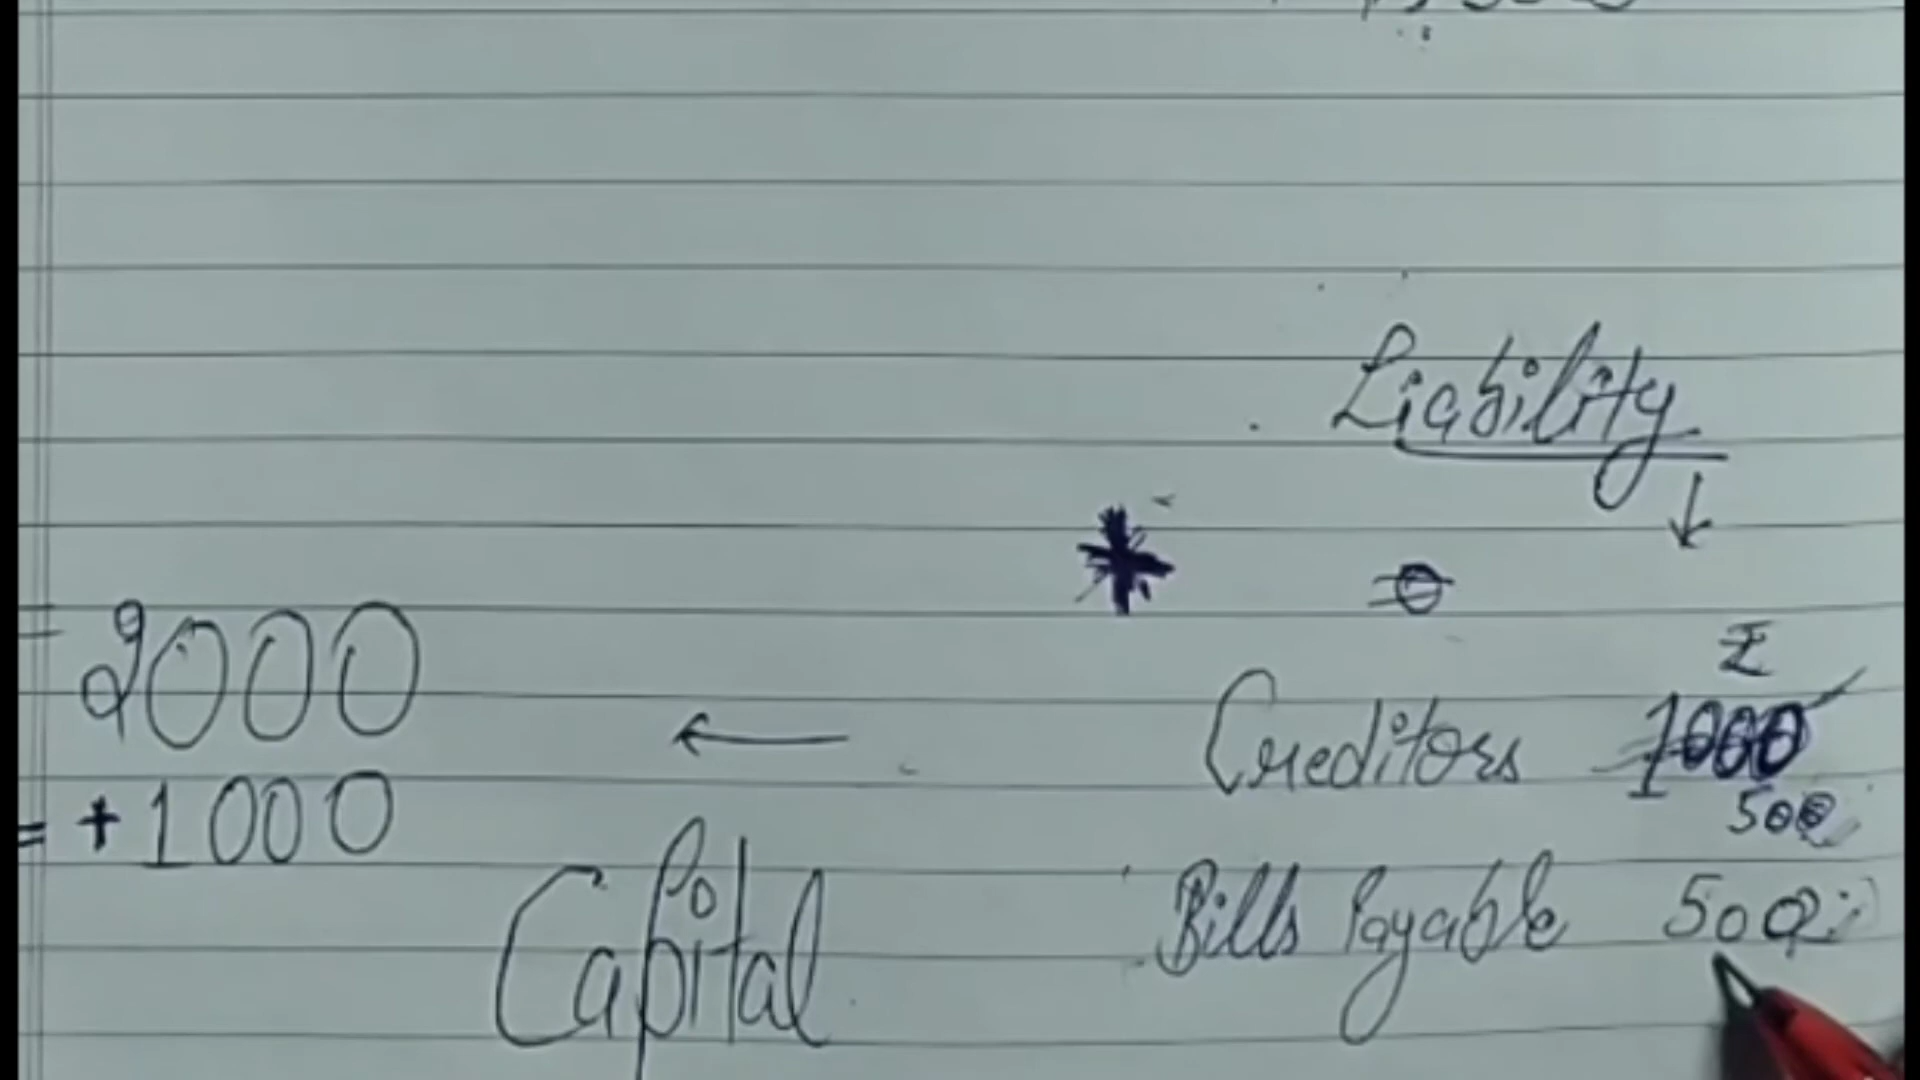 Liability
₹
= 2000
← Creditors 1000
500
= +1000
Capital
Bills Payable 500